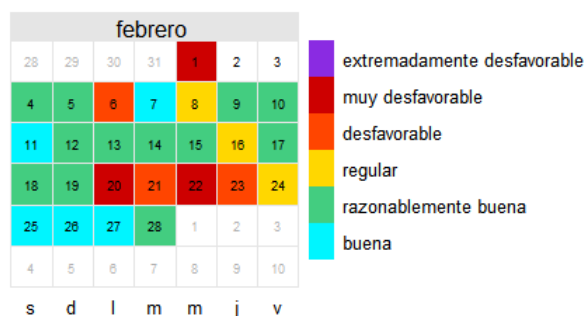 febrero
28 29 30 31 1 2 3
4 5 6 7 8 9 10
11 12 13 14 15 16 17
18 19 20 21 22 23 24
25 26 27 28 1 2 3
4 5 6 7 8 9 10
s d l m m j v
extremadamente desfavorable
muy desfavorable
desfavorable
regular
razonablemente buena
buena